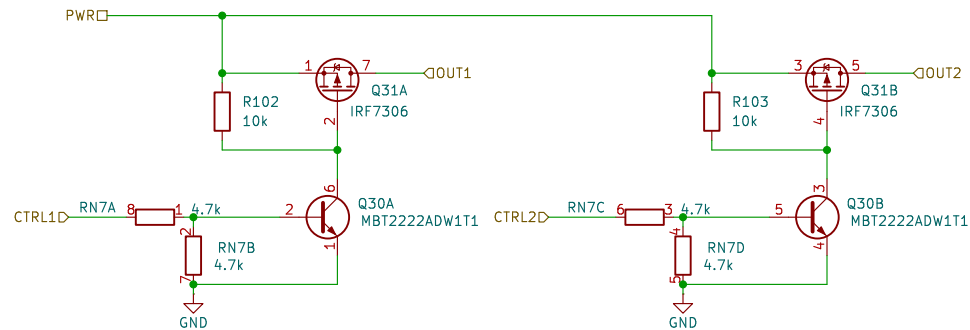 PWR
1
7
OUT1
Q31A
IRF7306
2
R102
10k
3
5
OUT2
Q31B
IRF7306
4
R103
10k
CTRL1
RN7A
8
1
4.7k
2
6
Q30A
MBT2222ADW1T1
1
2
RN7B
4.7k
7
GND
CTRL2
RN7C
6
3
4.7k
5
3
Q30B
MBT2222ADW1T1
4
4
RN7D
4.7k
5
GND